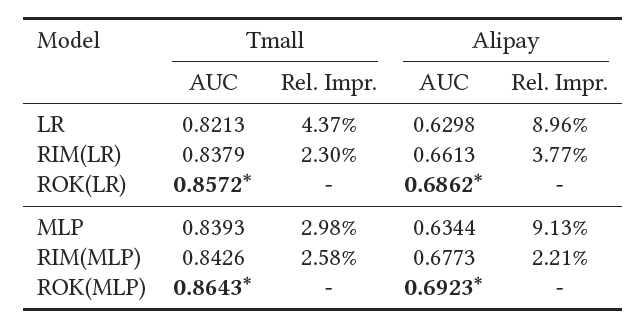 Model Tmall Alipay
AUC Rel. Impr. AUC Rel. Impr.
LR 0.8213 4.37% 0.6298 8.96%
RIM(LR) 0.8379 2.30% 0.6613 3.77%
ROK(LR) 0.8572* - 0.6862* -
MLP 0.8393 2.98% 0.6344 9.13%
RIM(MLP) 0.8426 2.58% 0.6773 2.21%
ROK(MLP) 0.8643* - 0.6923* -